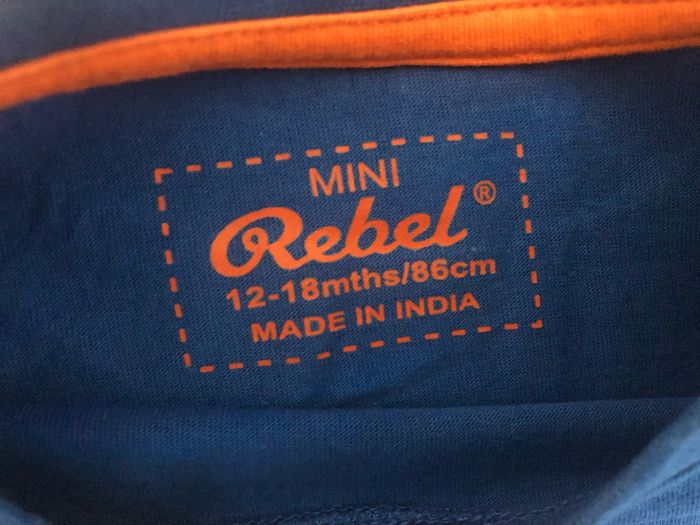 MINI
Rebel®
12-18mths/86cm
MADE IN INDIA